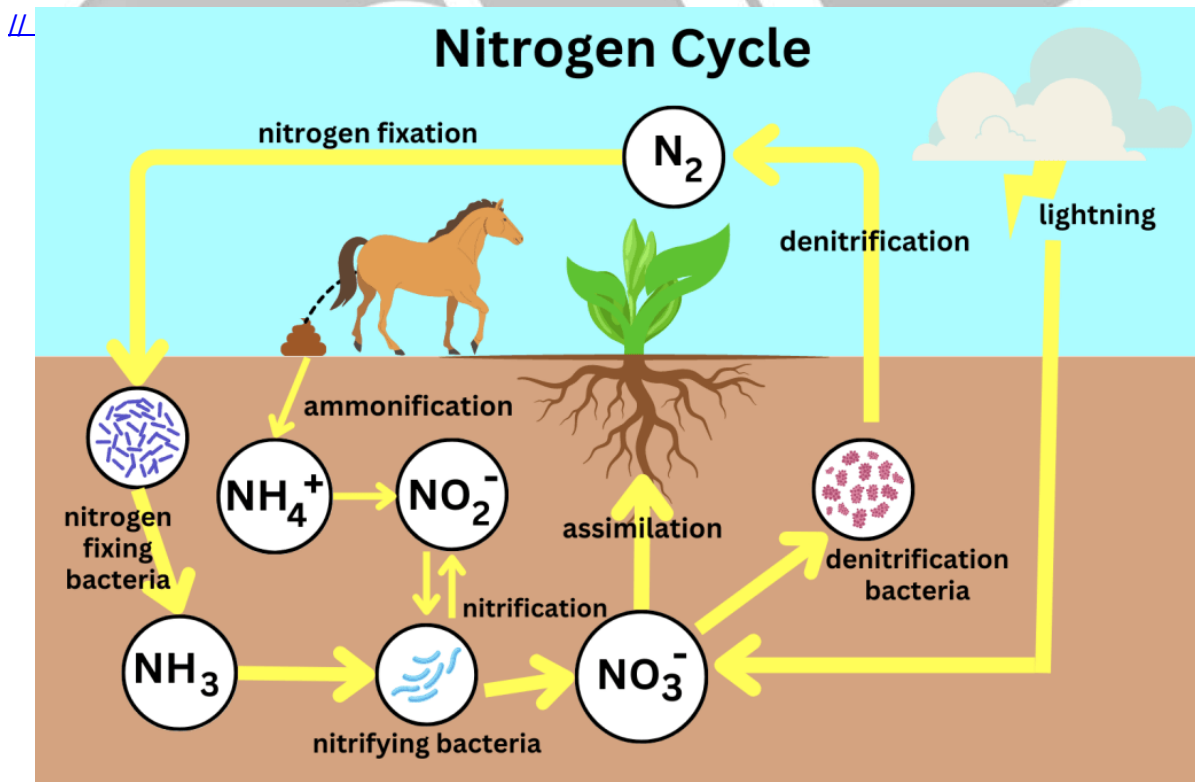 //
Nitrogen Cycle
nitrogen fixation
N₂
lightning
denitrification
ammonification
NH₄⁺
NO₂⁻
nitrogen
fixing
bacteria
assimilation
denitrification
bacteria
nitrification
NH₃
NO₃⁻
nitrifying bacteria